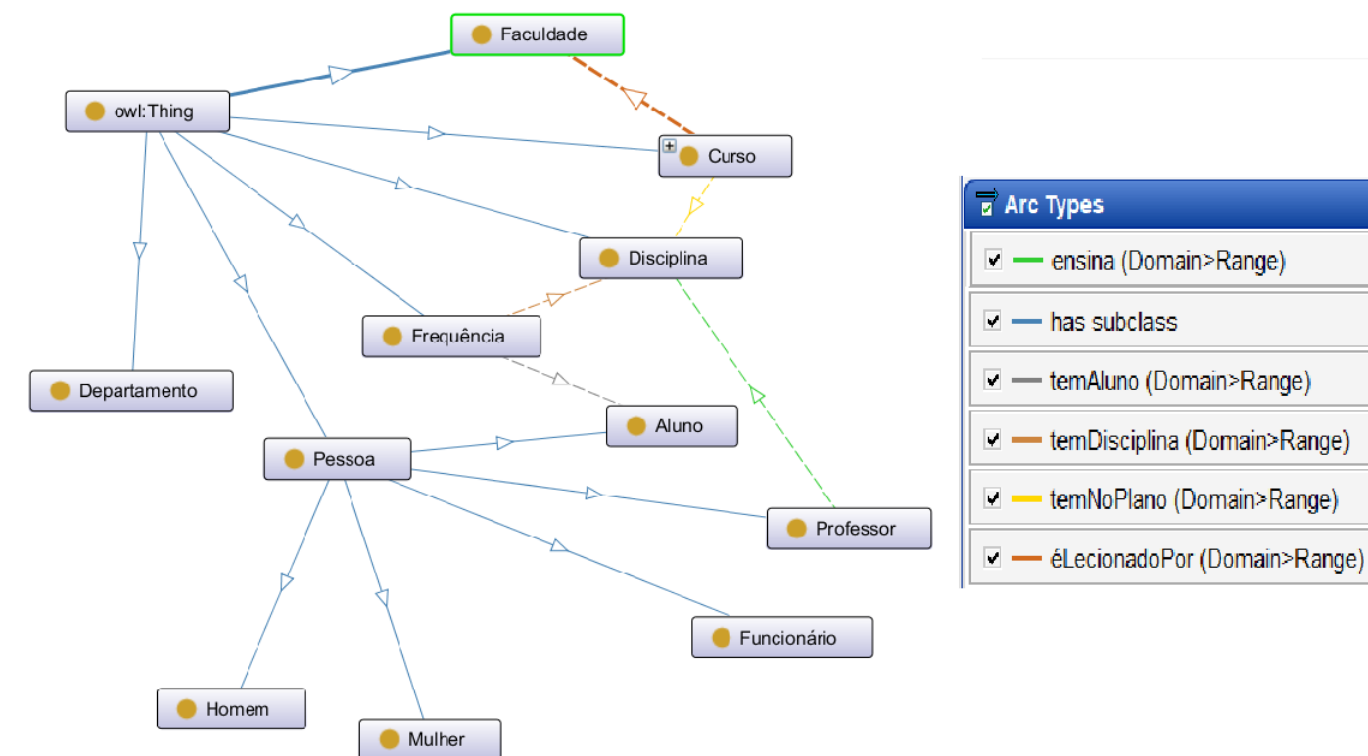 Faculdade
owl:Thing
Curso
Disciplina
Frequência
Departamento
Aluno
Pessoa
Professor
Funcionário
Homem
Mulher
Arc Types
ensina (Domain>Range)
has subclass
temAluno (Domain>Range)
temDisciplina (Domain>Range)
temNoPlano (Domain>Range)
éLecionadoPor (Domain>Range)